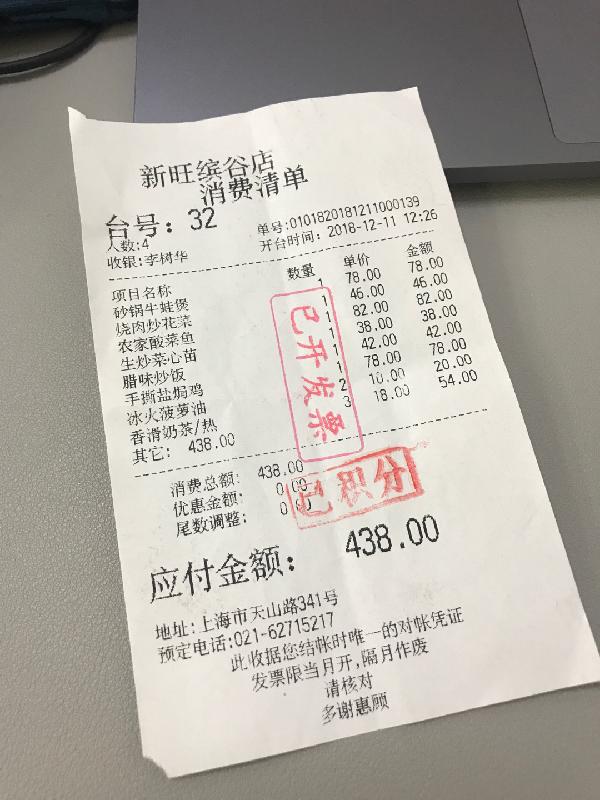 新旺缤谷店
消费清单
台号: 32
人数:4
单号:0101820181211000139
收银:李树华
开台时间: 2018-12-11 12:26
项目名称 数量 单价 金额
砂锅牛蛙煲 1 78.00 78.00
烧肉炒花菜 1 46.00 46.00
农家酸菜鱼 1 82.00 82.00
生炒菜心苗 1 38.00 38.00
腊味炒饭 1 42.00 42.00
手撕盐焗鸡 1 78.00 78.00
冰火菠萝油 2 10.00 20.00
香滑奶茶/热 3 18.00 54.00
其它: 438.00
已开发票
消费总额: 438.00
优惠金额: 0.00
尾数调整: 0.00
已积分
应付金额: 438.00
地址:上海市天山路341号
预定电话:021-62715217
此收据您结帐时唯一的对帐凭证
发票限当月开,隔月作废
请核对
多谢惠顾